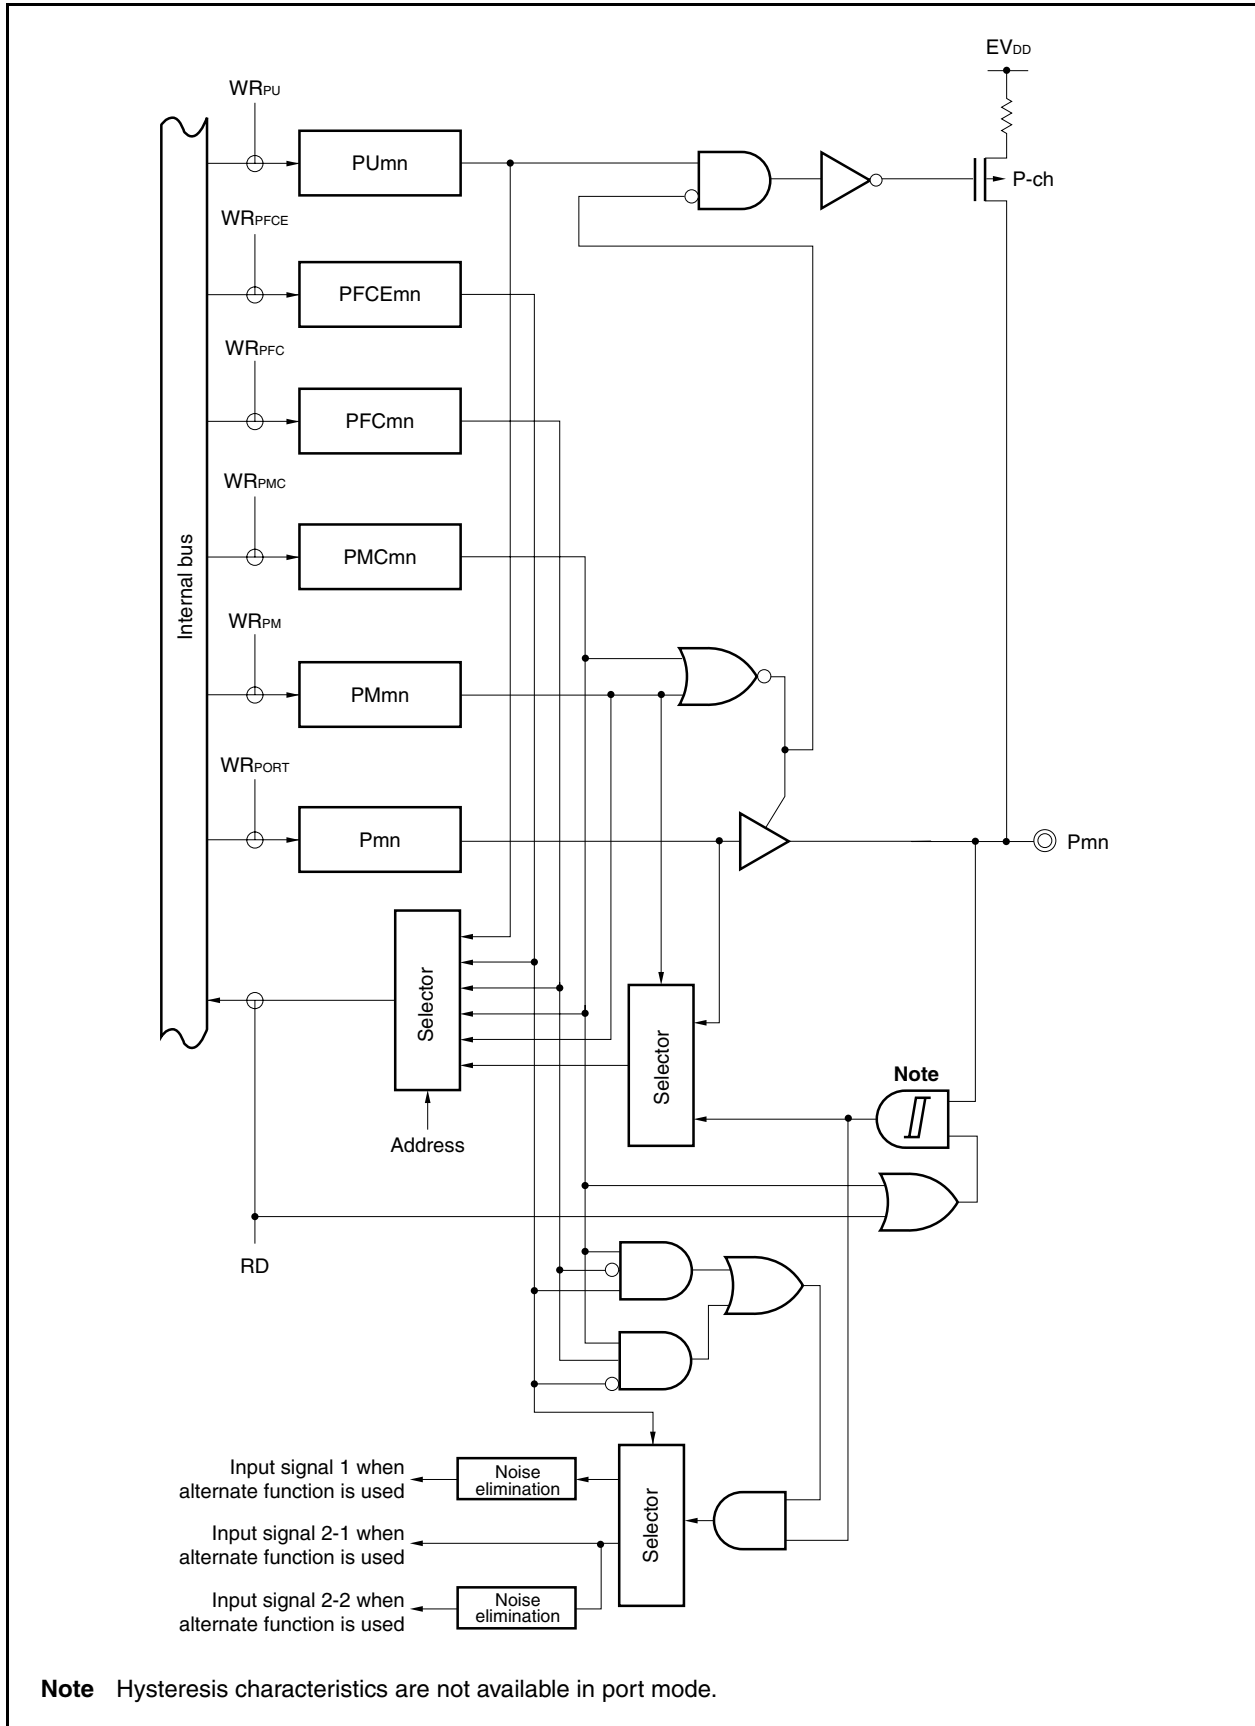 EVDD
WRPU
PUmn
P-ch
WRPFCE
PFCEmn
WRPFC
PFCmn
WRPMC
PMCmn
Internal bus
WRPM
PMmn
WRPORT
Pmn
Pmn
Selector
Selector
Note
Address
RD
Input signal 1 when
alternate function is used
Noise
elimination
Selector
Input signal 2-1 when
alternate function is used
Input signal 2-2 when
alternate function is used
Noise
elimination
Note Hysteresis characteristics are not available in port mode.